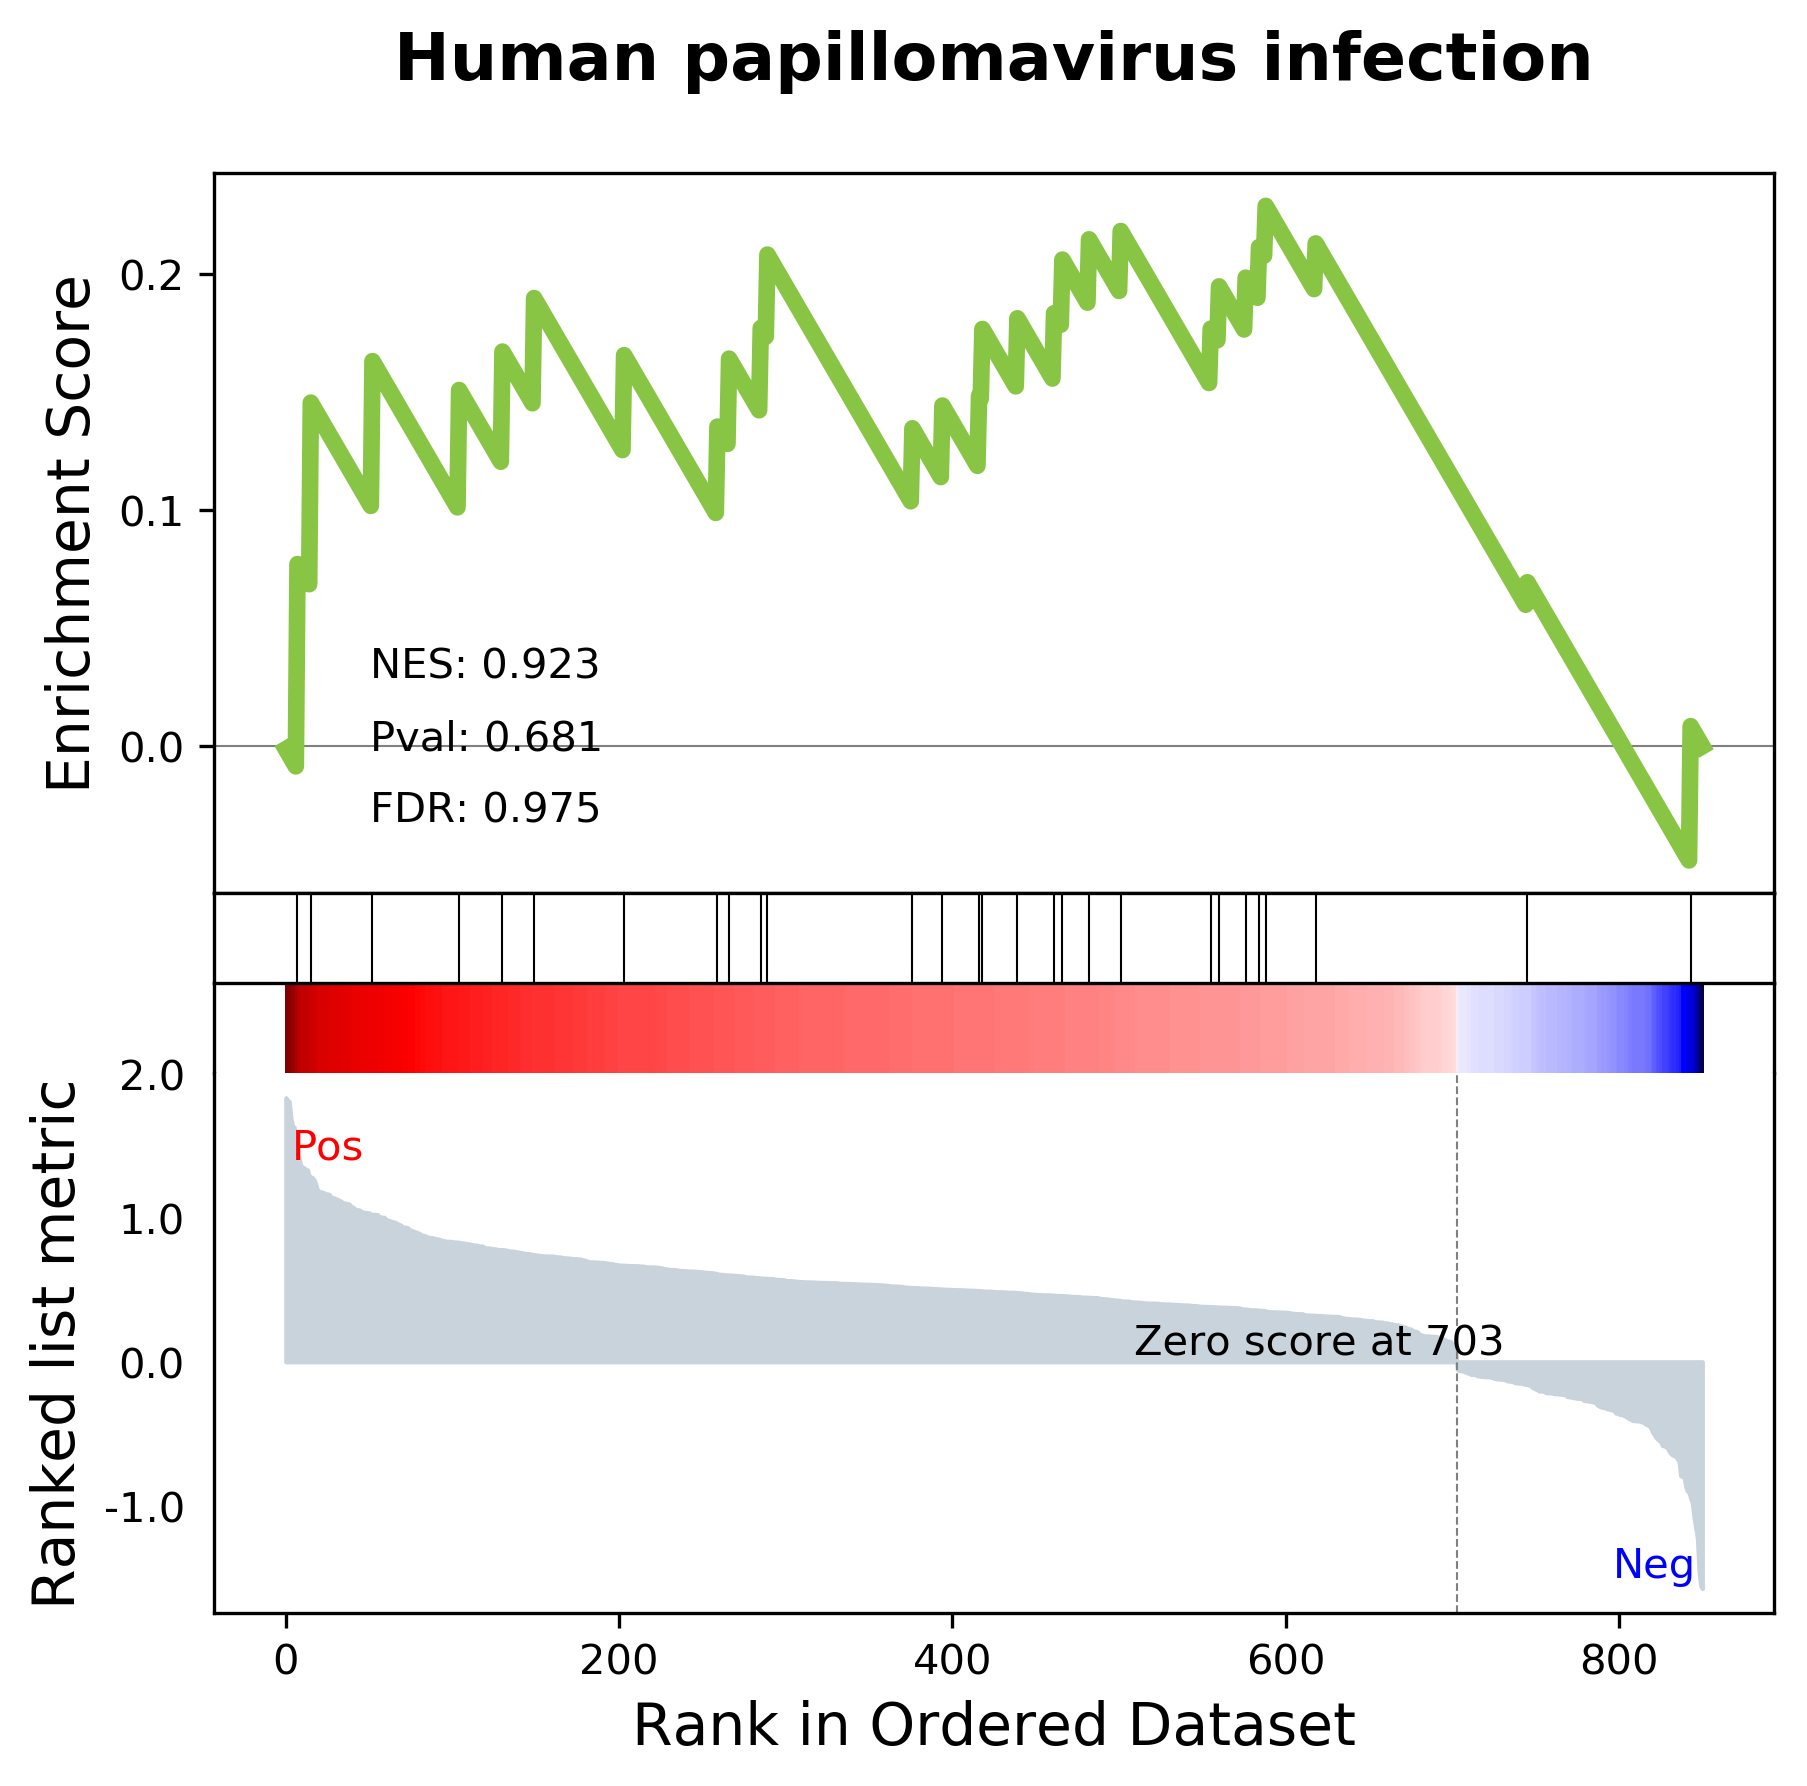 Human papillomavirus infection
Enrichment Score
0.2
0.1
0.0
NES: 0.923
Pval: 0.681
FDR: 0.975
Ranked list metric
2.0
1.0
0.0
-1.0
Pos
Zero score at 703
Neg
0 200 400 600 800
Rank in Ordered Dataset